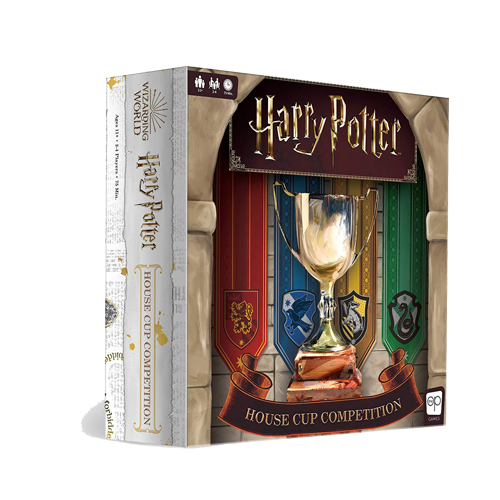 Harry Potter
HOUSE CUP COMPETITION
op
GAMES
WIZARDING
WORLD
Harry Potter
HOUSE CUP COMPETITION
Ages 11+ • 2-4 Players • 75 Min.